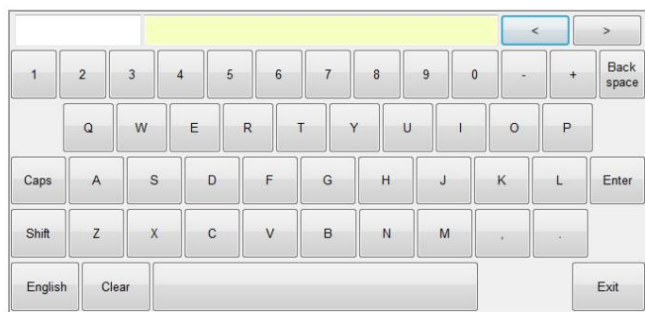 < >
1 2 3 4 5 6 7 8 9 0 - + Back space
Q W E R T Y U I O P
Caps A S D F G H J K L Enter
Shift Z X C V B N M , .
English Clear Exit